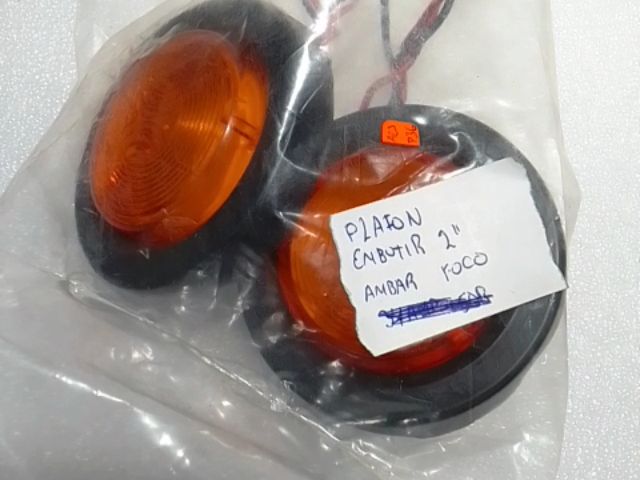 PLAFON
EMBUTIR 2"
AMBAR FOCO